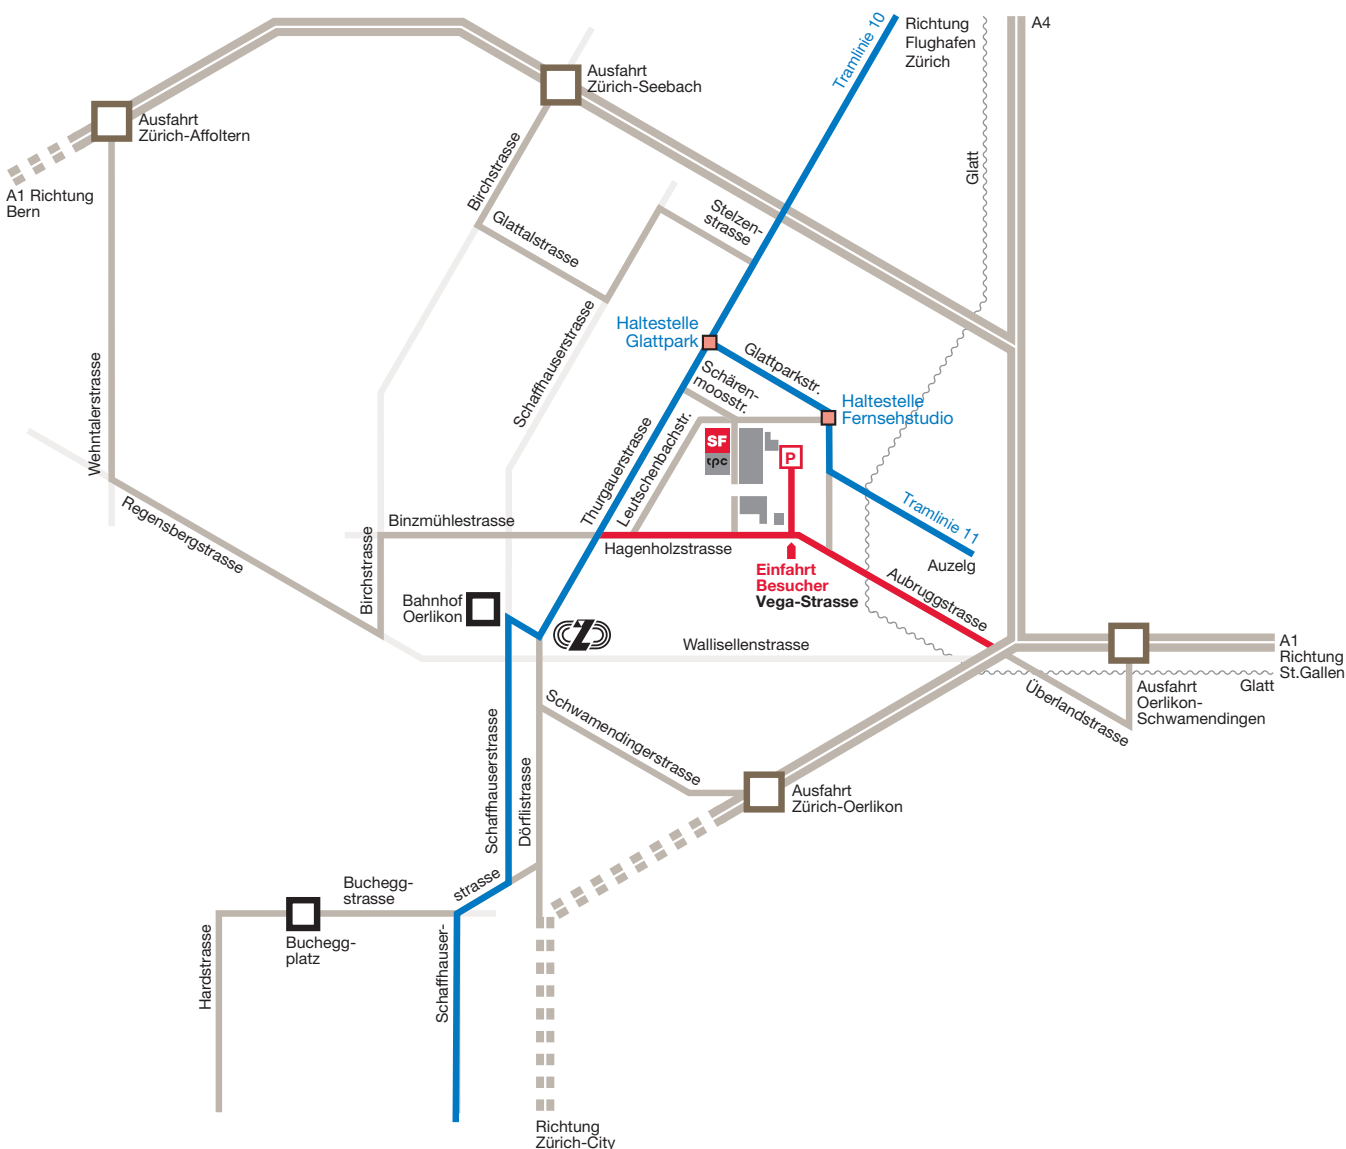 Tramlinie 10
Richtung
Flughafen
Zürich
A4
Ausfahrt
Zürich-Seebach
Ausfahrt
Zürich-Affoltern
A1 Richtung
Bern
Birchstrasse
Glattalstrasse
Stelzen-
strasse
Glatt
Schaffhauserstrasse
Haltestelle
Glattpark
Glattparkstr.
Schären-
moosstr.
Haltestelle
Fernsehstudio
Wehntalerstrasse
Thurgauerstrasse
Leutschenbachstr.
SF
tpc
P
Regensbergstrasse
Binzmühlestrasse
Birchstrasse
Hagenholzstrasse
Tramlinie 11
Auzelg
Einfahrt
Besucher
Vega-Strasse
Aubruggstrasse
Bahnhof
Oerlikon
Z
Wallisellenstrasse
A1
Richtung
St.Gallen
Glatt
Überlandstrasse
Ausfahrt
Oerlikon-
Schwamendingen
Schwamendingerstrasse
Schaffhauserstrasse
Dörflistrasse
Ausfahrt
Zürich-Oerlikon
Buchegg-
strasse
Buchegg-
platz
Hardstrasse
Schaffhauser-
strasse
Richtung
Zürich-City